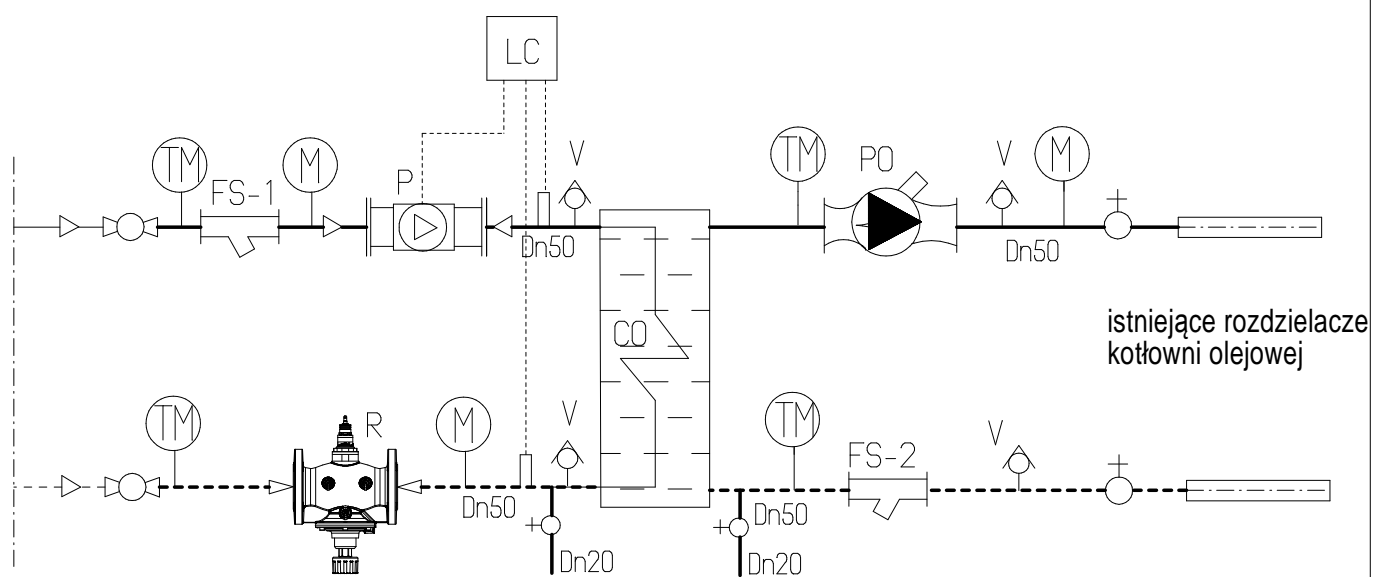 LC
TM
FS-1
M
P
V
Dn50
TM
PO
V
M
Dn50
CO
istniejące rozdzielacze
kotłowni olejowej
TM
R
M
V
Dn50
Dn20
TM
Dn50
Dn20
FS-2
V